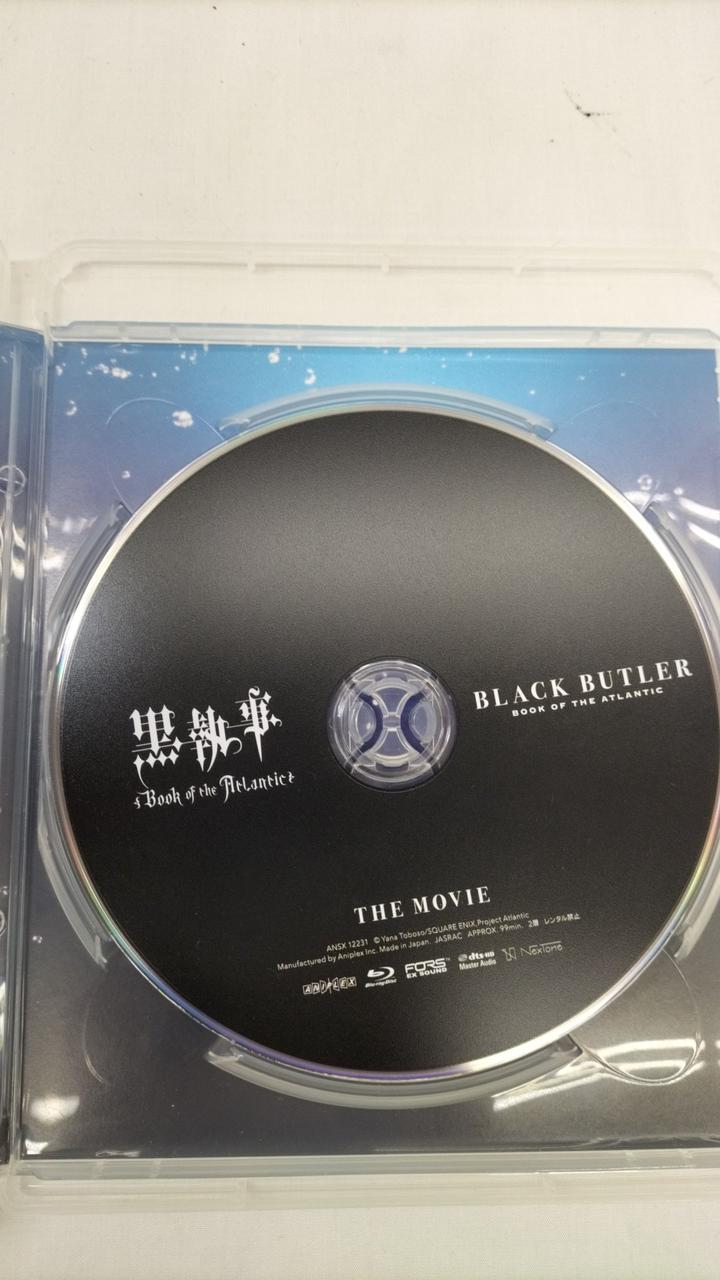 黒執事
Book of the Atlantic
BLACK BUTLER
BOOK OF THE ATLANTIC
THE MOVIE
ANSX 12231 ©Yana Toboso/SQUARE ENIX,Project Atlantic
Manufactured by Aniplex Inc. Made in Japan. JASRAC APPROX. 99min. 2層 レンタル禁止
ANIPLEX Blu-ray Disc FORS™ EX SOUND dts-HD Master Audio NexTone